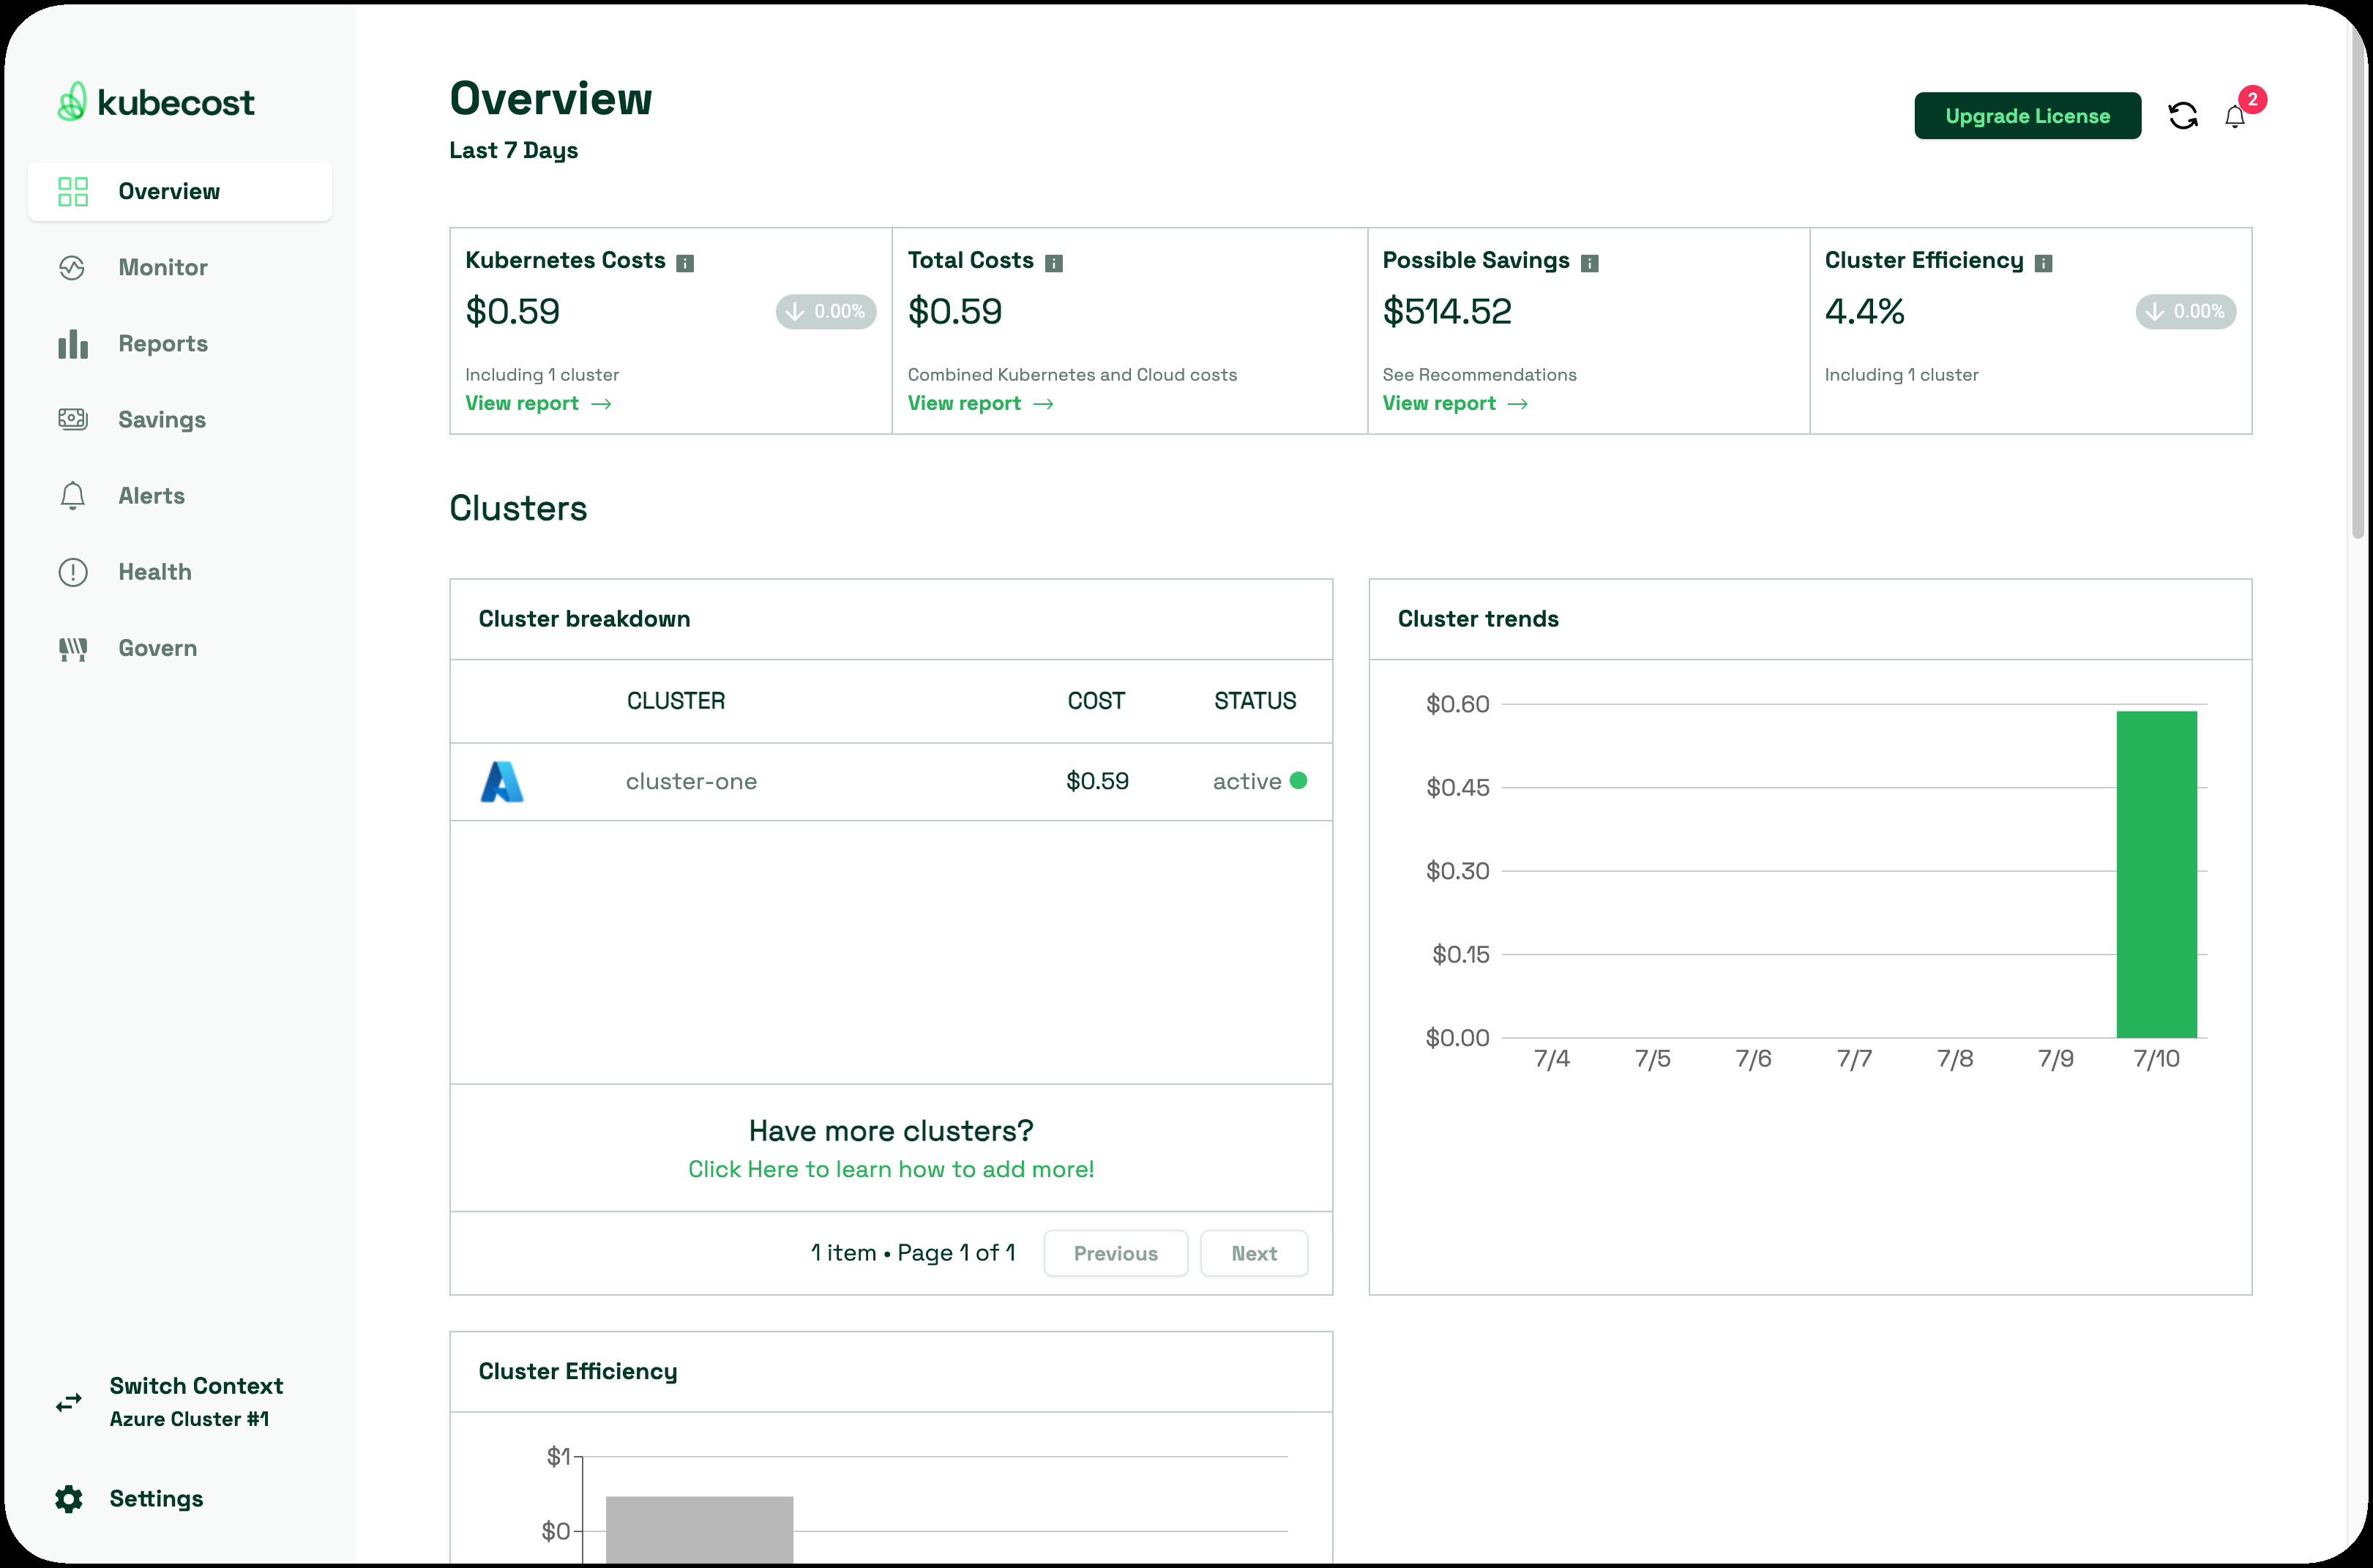 kubecost
Overview
Monitor
Reports
Savings
Alerts
Health
Govern
Switch Context
Azure Cluster #1
Settings
Overview
Last 7 Days
Upgrade License
2
Kubernetes Costs
$0.59
0.00%
Including 1 cluster
View report
Total Costs
$0.59
Combined Kubernetes and Cloud costs
View report
Possible Savings
$514.52
See Recommendations
View report
Cluster Efficiency
4.4%
0.00%
Including 1 cluster
Clusters
Cluster breakdown
CLUSTER COST STATUS
cluster-one $0.59 active
Have more clusters?
Click Here to learn how to add more!
1 item • Page 1 of 1 Previous Next
Cluster trends
$0.60
$0.45
$0.30
$0.15
$0.00
7/4 7/5 7/6 7/7 7/8 7/9 7/10
Cluster Efficiency
$1
$0